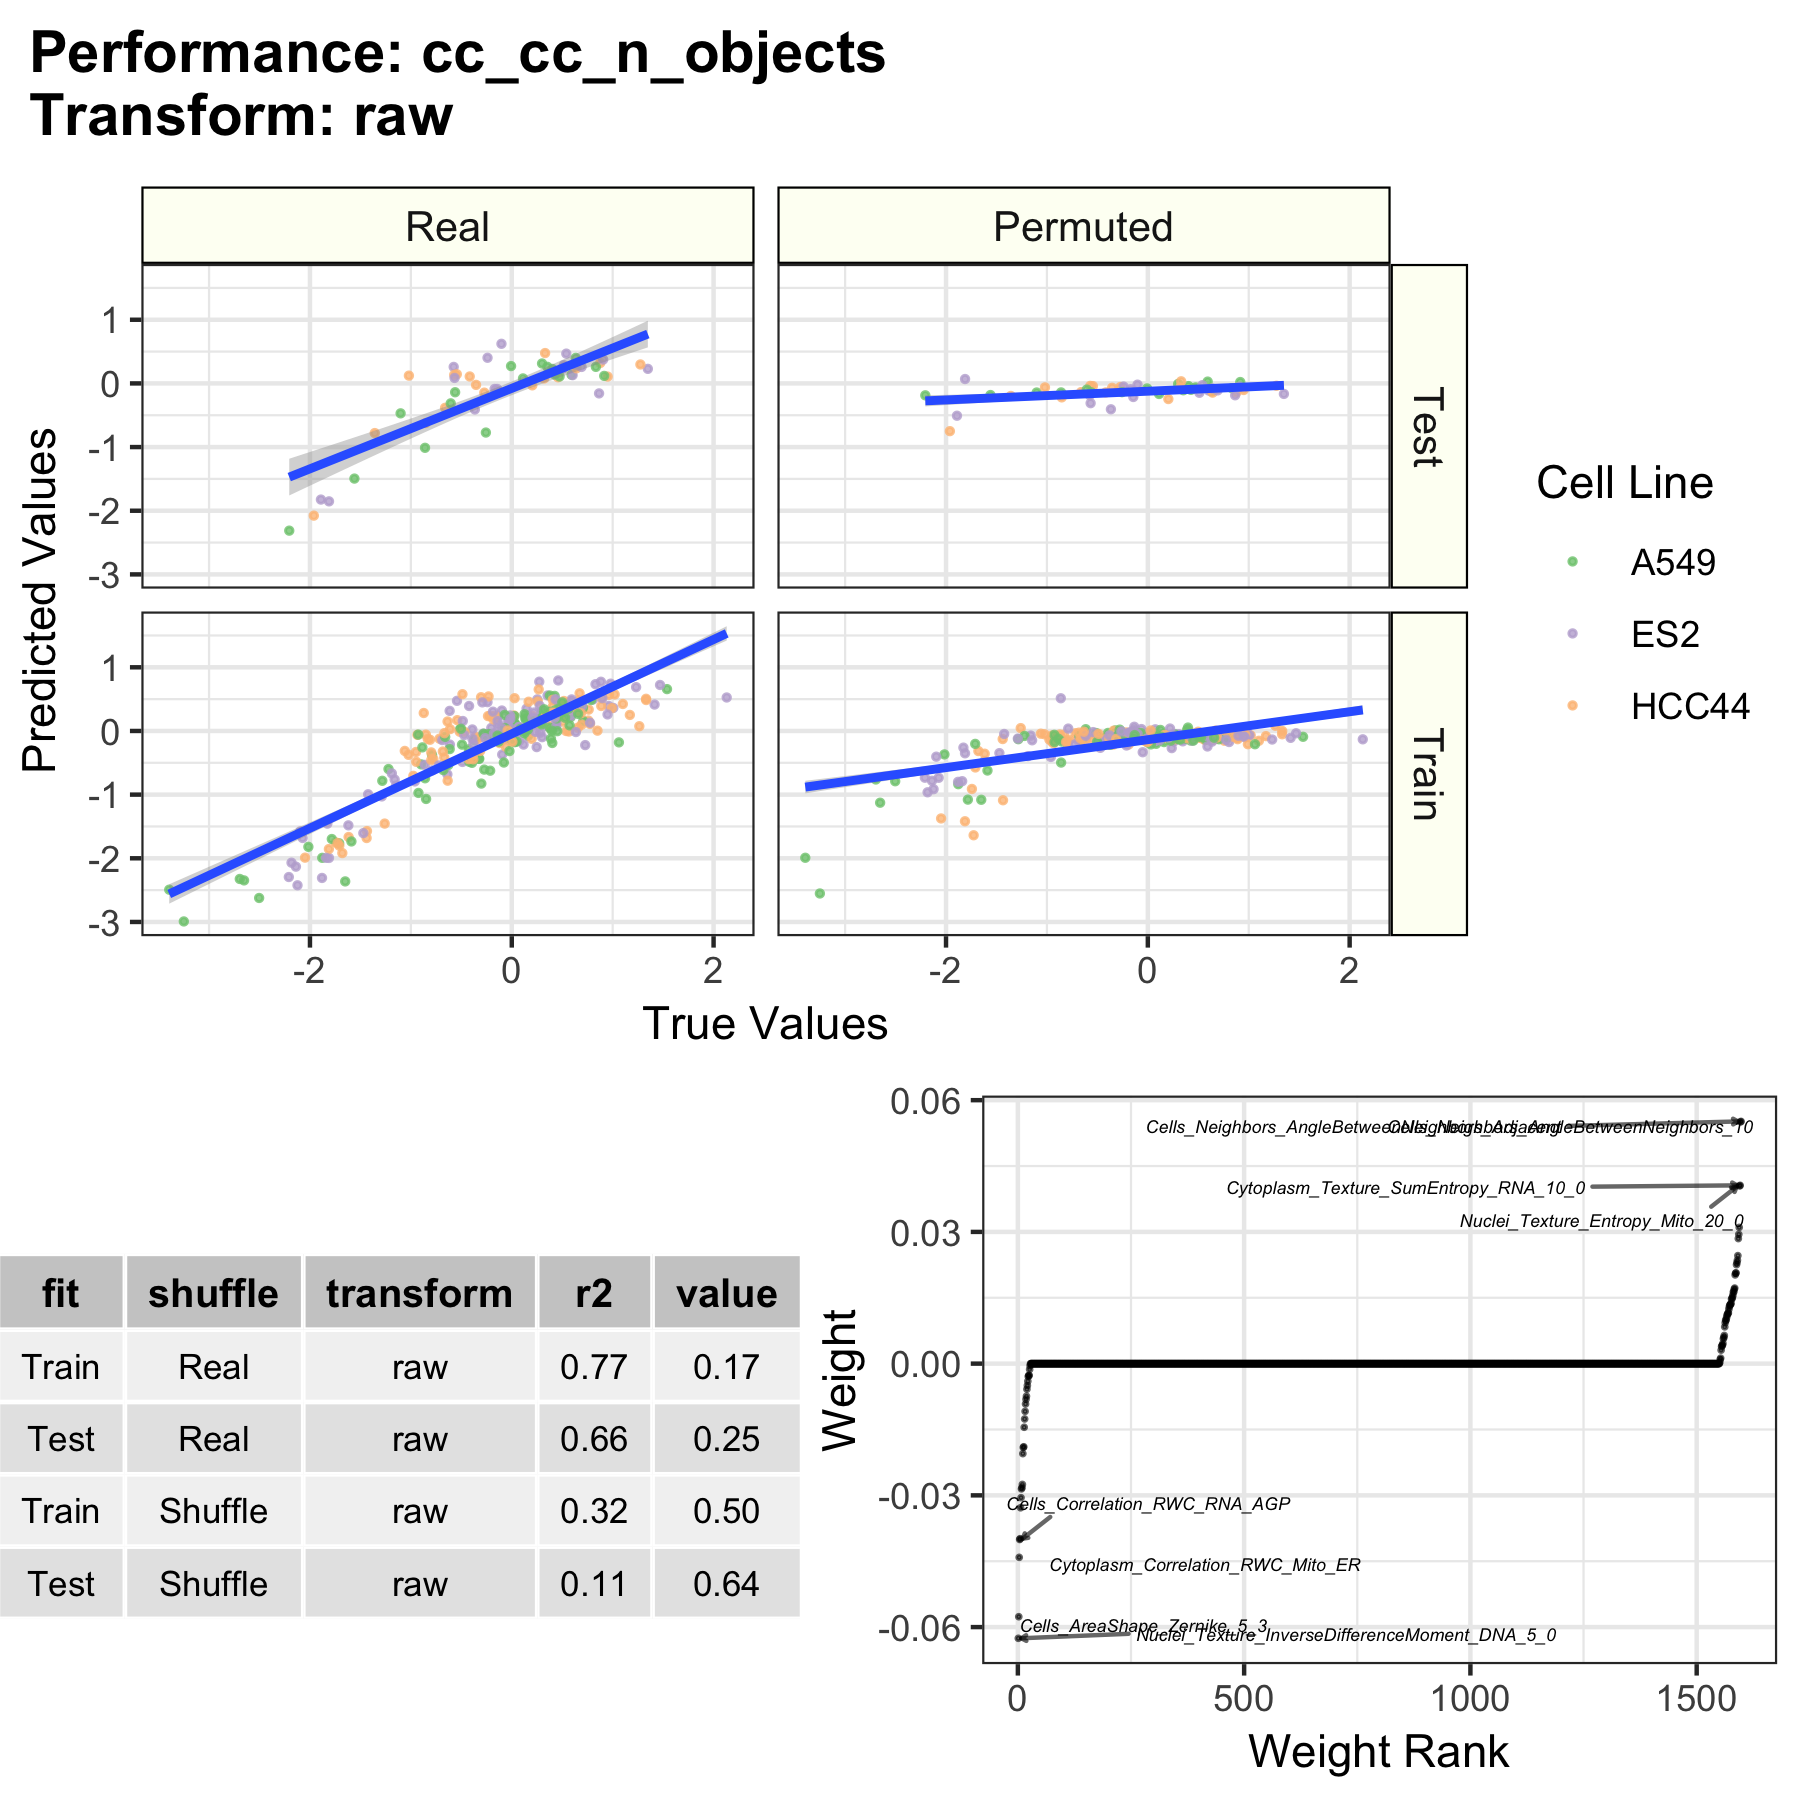 Performance: cc_cc_n_objects
Transform: raw
Real
Permuted
Predicted Values
1
0
-1
-2
-3
Test
1
0
-1
-2
-3
Train
-2
0
2
-2
0
2
True Values
Cell Line
A549
ES2
HCC44
fit shuffle transform r2 value
Train Real raw 0.77 0.17
Test Real raw 0.66 0.25
Train Shuffle raw 0.32 0.50
Test Shuffle raw 0.11 0.64
Weight
0.06
0.03
0.00
-0.03
-0.06
Cells_Neighbors_AngleBetweenNeighbors_Adjacent
Cells_Neighbors_AngleBetweenNeighbors_10
Cytoplasm_Texture_SumEntropy_RNA_10_0
Nuclei_Texture_Entropy_Mito_20_0
Cells_Correlation_RWC_RNA_AGP
Cytoplasm_Correlation_RWC_Mito_ER
Cells_AreaShape_Zernike_5_3
Nuclei_Texture_InverseDifferenceMoment_DNA_5_0
0
500
1000
1500
Weight Rank